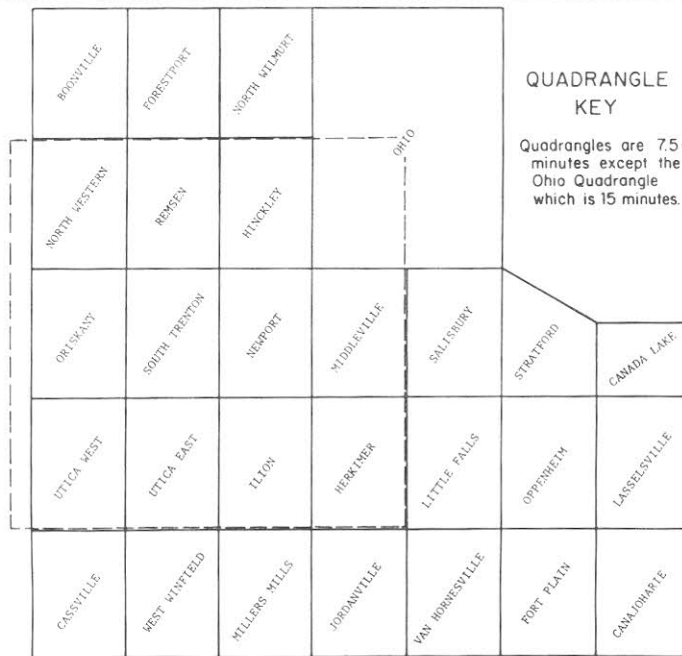 BOONVILLE
FORESTPORT
NORTH WILMURT
QUADRANGLE
KEY
Quadrangles are 7.5
minutes except the
Ohio Quadrangle
which is 15 minutes.
OHIO
NORTH WESTERN
REMSEN
HINCKLEY
ORISKANY
SOUTH TRENTON
NEWPORT
MIDDLEVILLE
SALISBURY
STRATFORD
CANADA LAKE
UTICA WEST
UTICA EAST
ILION
HERKIMER
LITTLE FALLS
OPPENHEIM
LASSELSVILLE
CASSVILLE
WEST WINFIELD
MILLERS MILLS
JORDANVILLE
VAN HORNESVILLE
FORT PLAIN
CANAJOHARIE